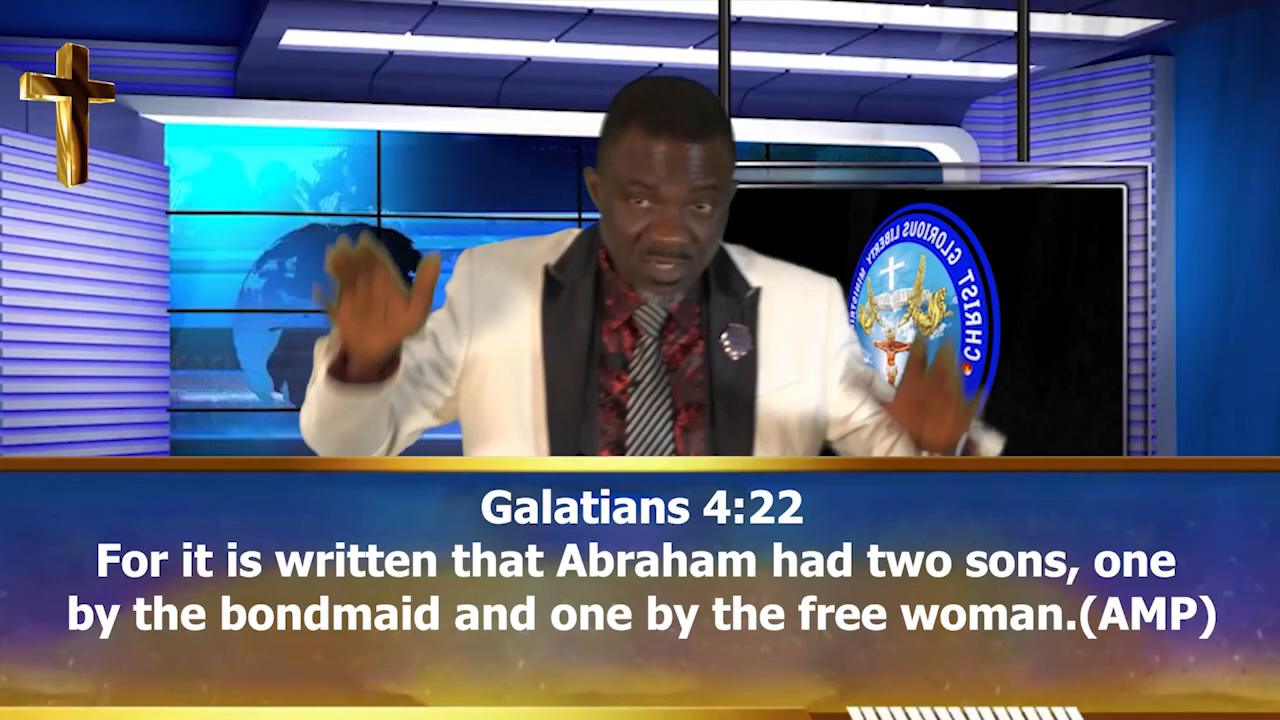 CHRIST GLORIOUS LIBERTY
Galatians 4:22
For it is written that Abraham had two sons, one
by the bondmaid and one by the free woman.(AMP)